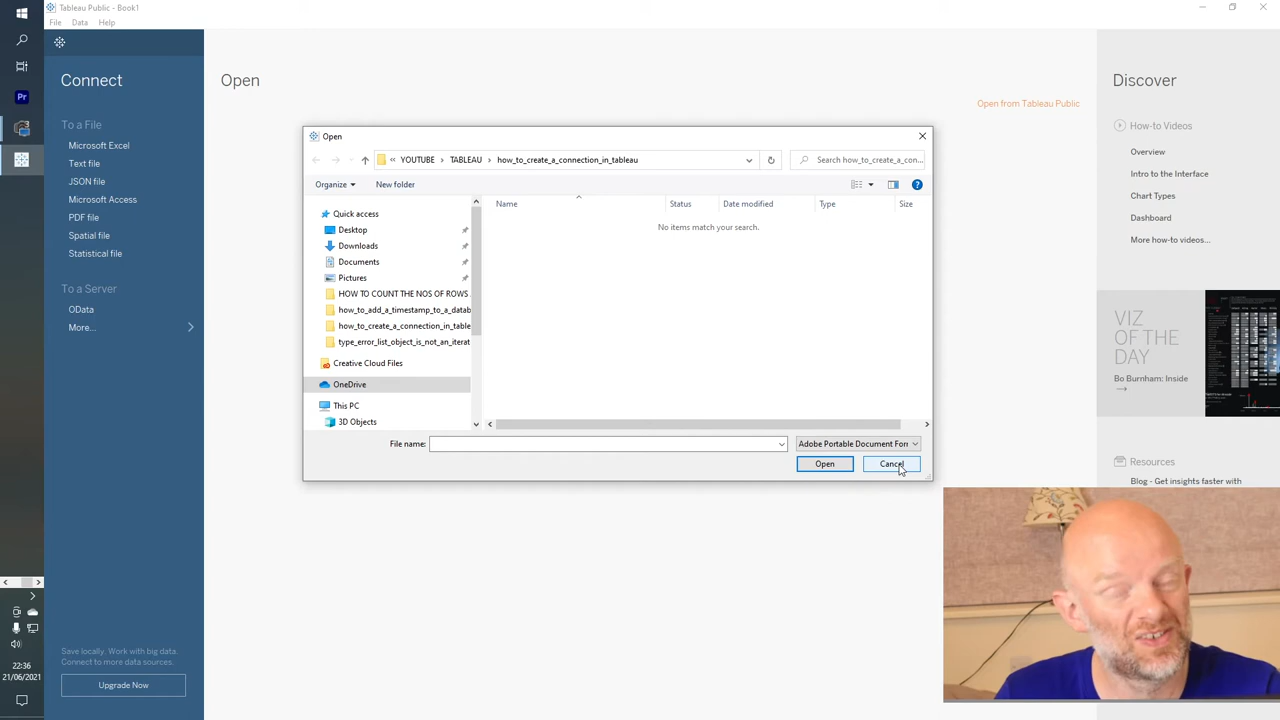 Tableau Public - Book1
File Data Help
Connect
To a File
Microsoft Excel
Text file
JSON file
Microsoft Access
PDF file
Spatial file
Statistical file
To a Server
OData
More...
Save locally. Work with big data.
Connect to more data sources.
Upgrade Now
22:36
21/06/2021
Pr
Open
Open from Tableau Public
Open
« YOUTUBE › TABLEAU › how_to_create_a_connection_in_tableau
Search how_to_create_a_con...
Organize New folder
Name Status Date modified Type Size
No items match your search.
Quick access
Desktop
Downloads
Documents
Pictures
HOW TO COUNT THE NOS OF ROWS
how_to_add_a_timestamp_to_a_datab
how_to_create_a_connection_in_table
type_error_list_object_is_not_an_iterat
Creative Cloud Files
OneDrive
This PC
3D Objects
File name:
Adobe Portable Document Form
Open Cancel
Discover
How-to Videos
Overview
Intro to the Interface
Chart Types
Dashboard
More how-to videos...
VIZ
OF THE
DAY
Bo Burnham: Inside
→
Resources
Blog - Get insights faster with